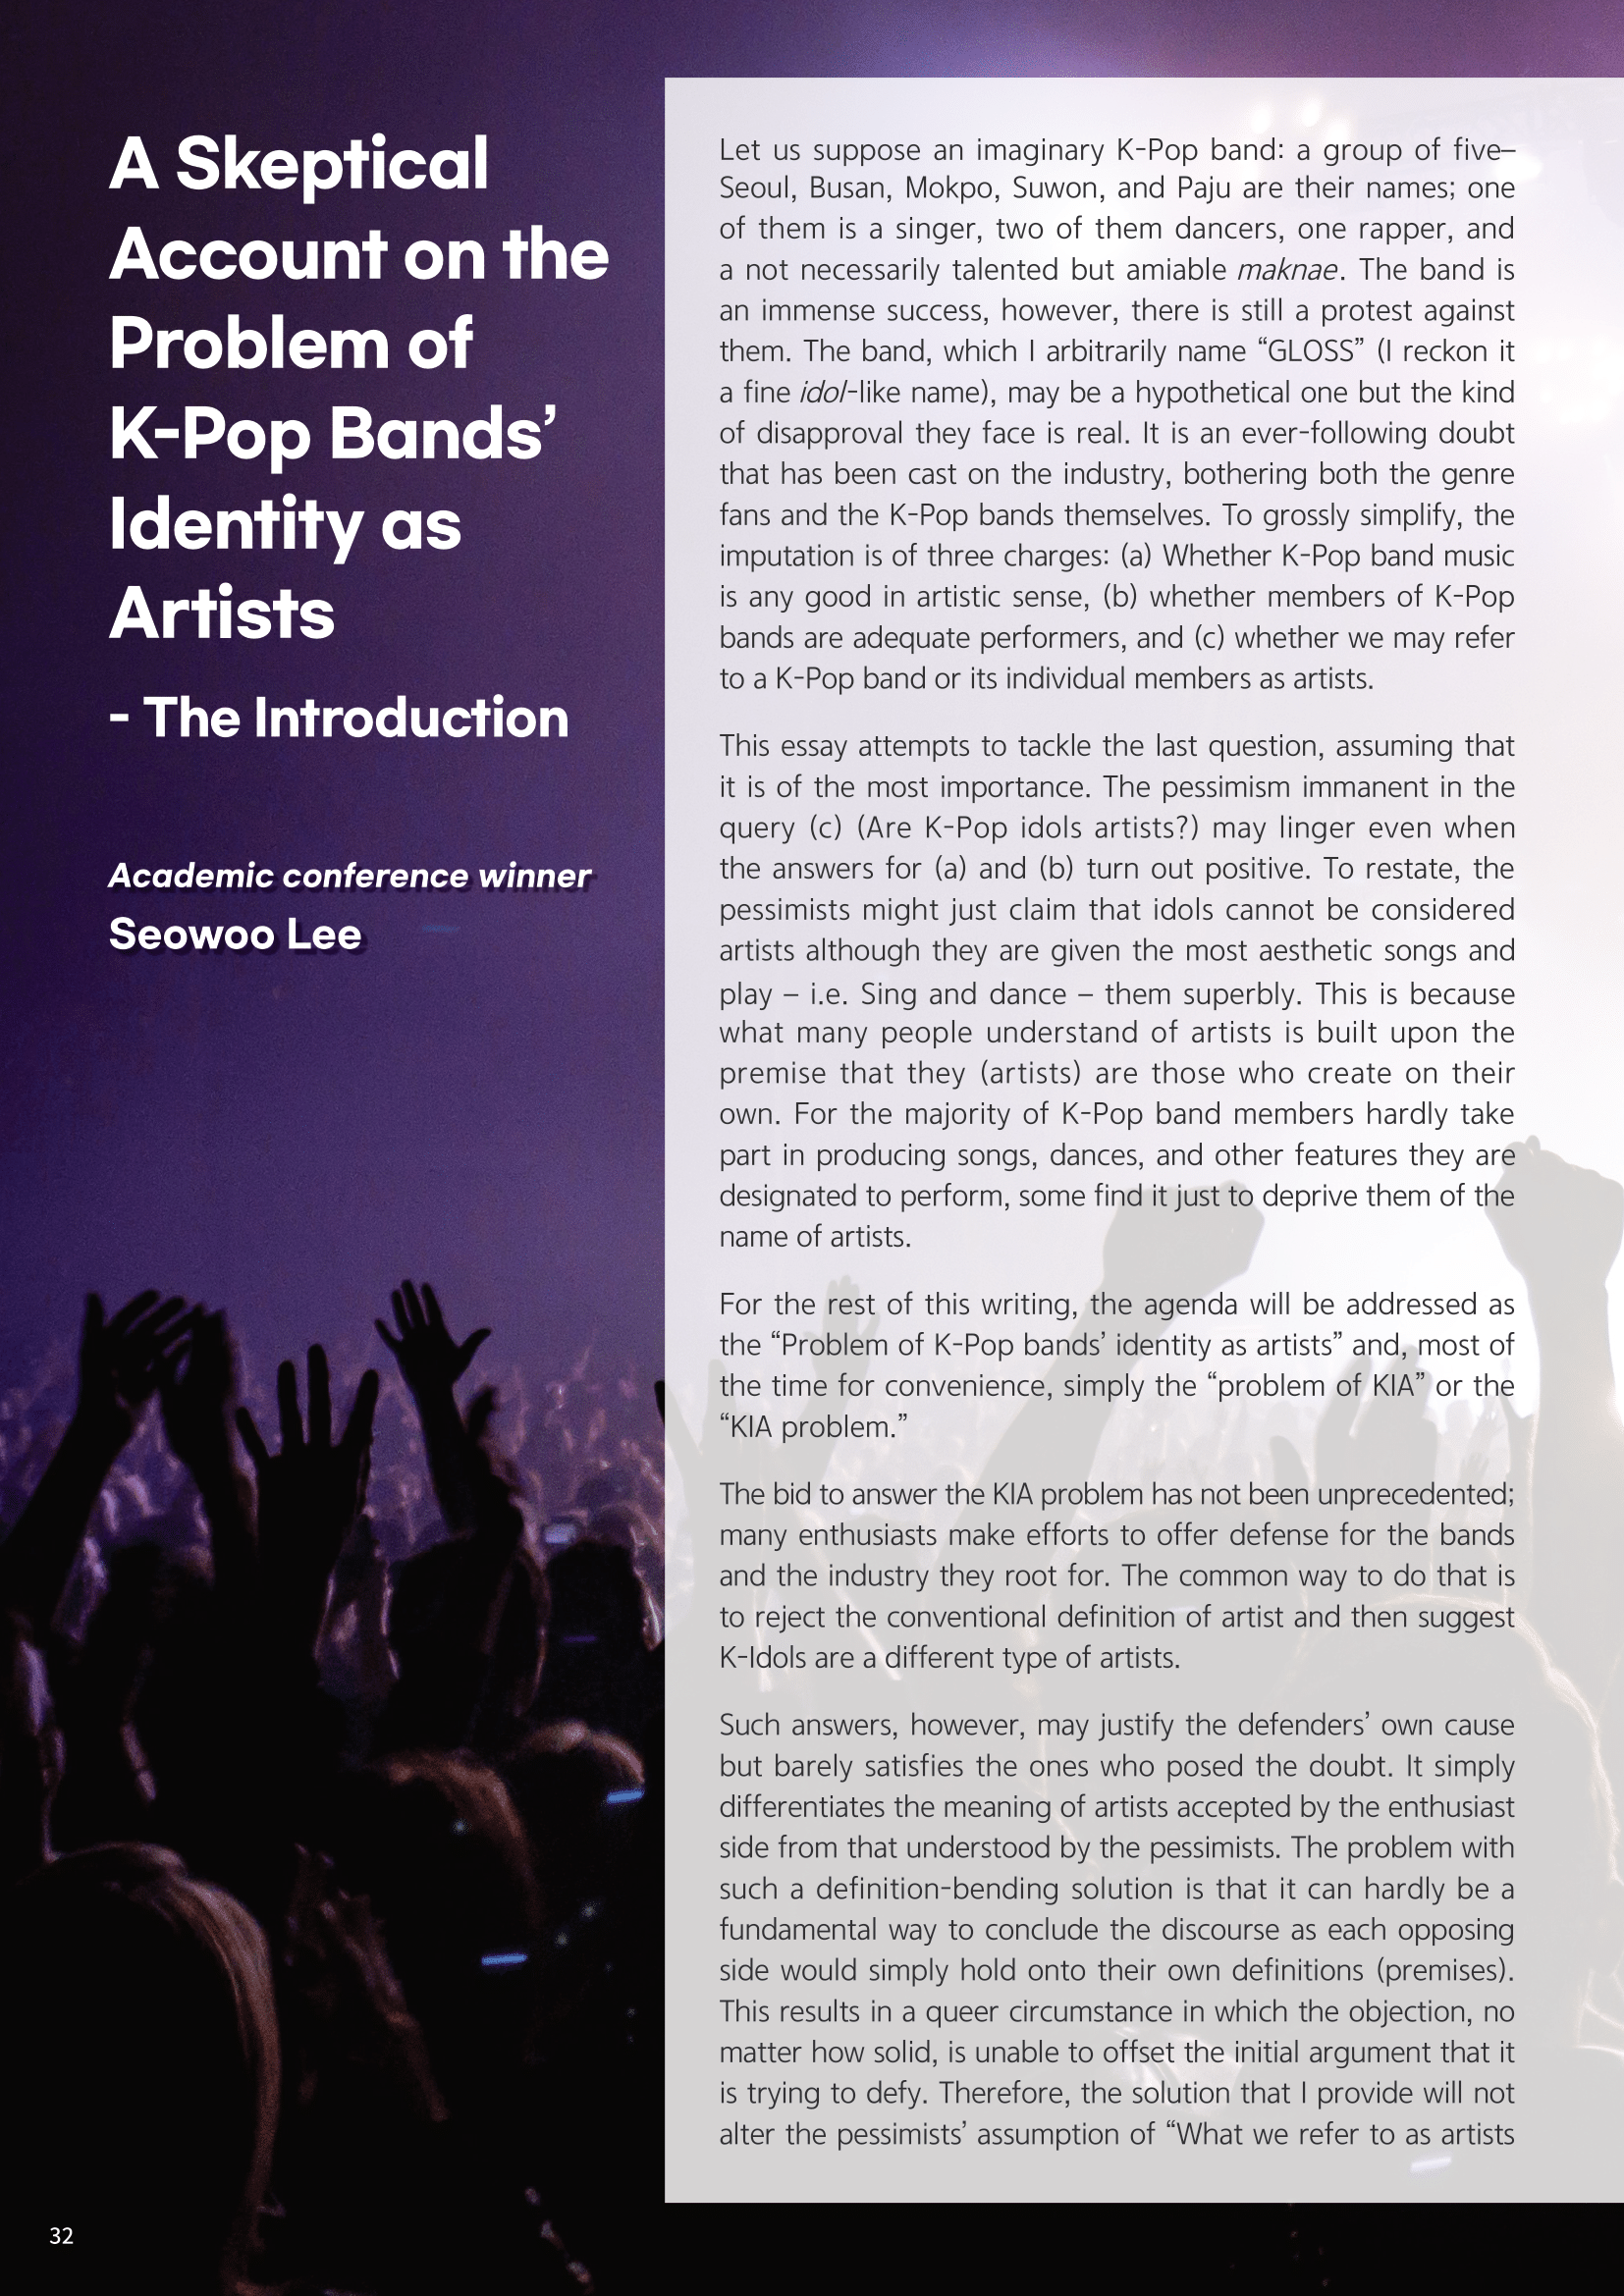 A Skeptical
Account on the
Problem of
K-Pop Bands’
Identity as
Artists
- The Introduction
Academic conference winner
Seowoo Lee
Let us suppose an imaginary K-Pop band: a group of five–
Seoul, Busan, Mokpo, Suwon, and Paju are their names; one
of them is a singer, two of them dancers, one rapper, and
a not necessarily talented but amiable maknae. The band is
an immense success, however, there is still a protest against
them. The band, which I arbitrarily name “GLOSS” (I reckon it
a fine idol-like name), may be a hypothetical one but the kind
of disapproval they face is real. It is an ever-following doubt
that has been cast on the industry, bothering both the genre
fans and the K-Pop bands themselves. To grossly simplify, the
imputation is of three charges: (a) Whether K-Pop band music
is any good in artistic sense, (b) whether members of K-Pop
bands are adequate performers, and (c) whether we may refer
to a K-Pop band or its individual members as artists.
This essay attempts to tackle the last question, assuming that
it is of the most importance. The pessimism immanent in the
query (c) (Are K-Pop idols artists?) may linger even when
the answers for (a) and (b) turn out positive. To restate, the
pessimists might just claim that idols cannot be considered
artists although they are given the most aesthetic songs and
play – i.e. Sing and dance – them superbly. This is because
what many people understand of artists is built upon the
premise that they (artists) are those who create on their
own. For the majority of K-Pop band members hardly take
part in producing songs, dances, and other features they are
designated to perform, some find it just to deprive them of the
name of artists.
For the rest of this writing, the agenda will be addressed as
the “Problem of K-Pop bands’ identity as artists” and, most of
the time for convenience, simply the “problem of KIA” or the
“KIA problem.”
The bid to answer the KIA problem has not been unprecedented;
many enthusiasts make efforts to offer defense for the bands
and the industry they root for. The common way to do that is
to reject the conventional definition of artist and then suggest
K-Idols are a different type of artists.
Such answers, however, may justify the defenders’ own cause
but barely satisfies the ones who posed the doubt. It simply
differentiates the meaning of artists accepted by the enthusiast
side from that understood by the pessimists. The problem with
such a definition-bending solution is that it can hardly be a
fundamental way to conclude the discourse as each opposing
side would simply hold onto their own definitions (premises).
This results in a queer circumstance in which the objection, no
matter how solid, is unable to offset the initial argument that it
is trying to defy. Therefore, the solution that I provide will not
alter the pessimists’ assumption of “What we refer to as artists
32